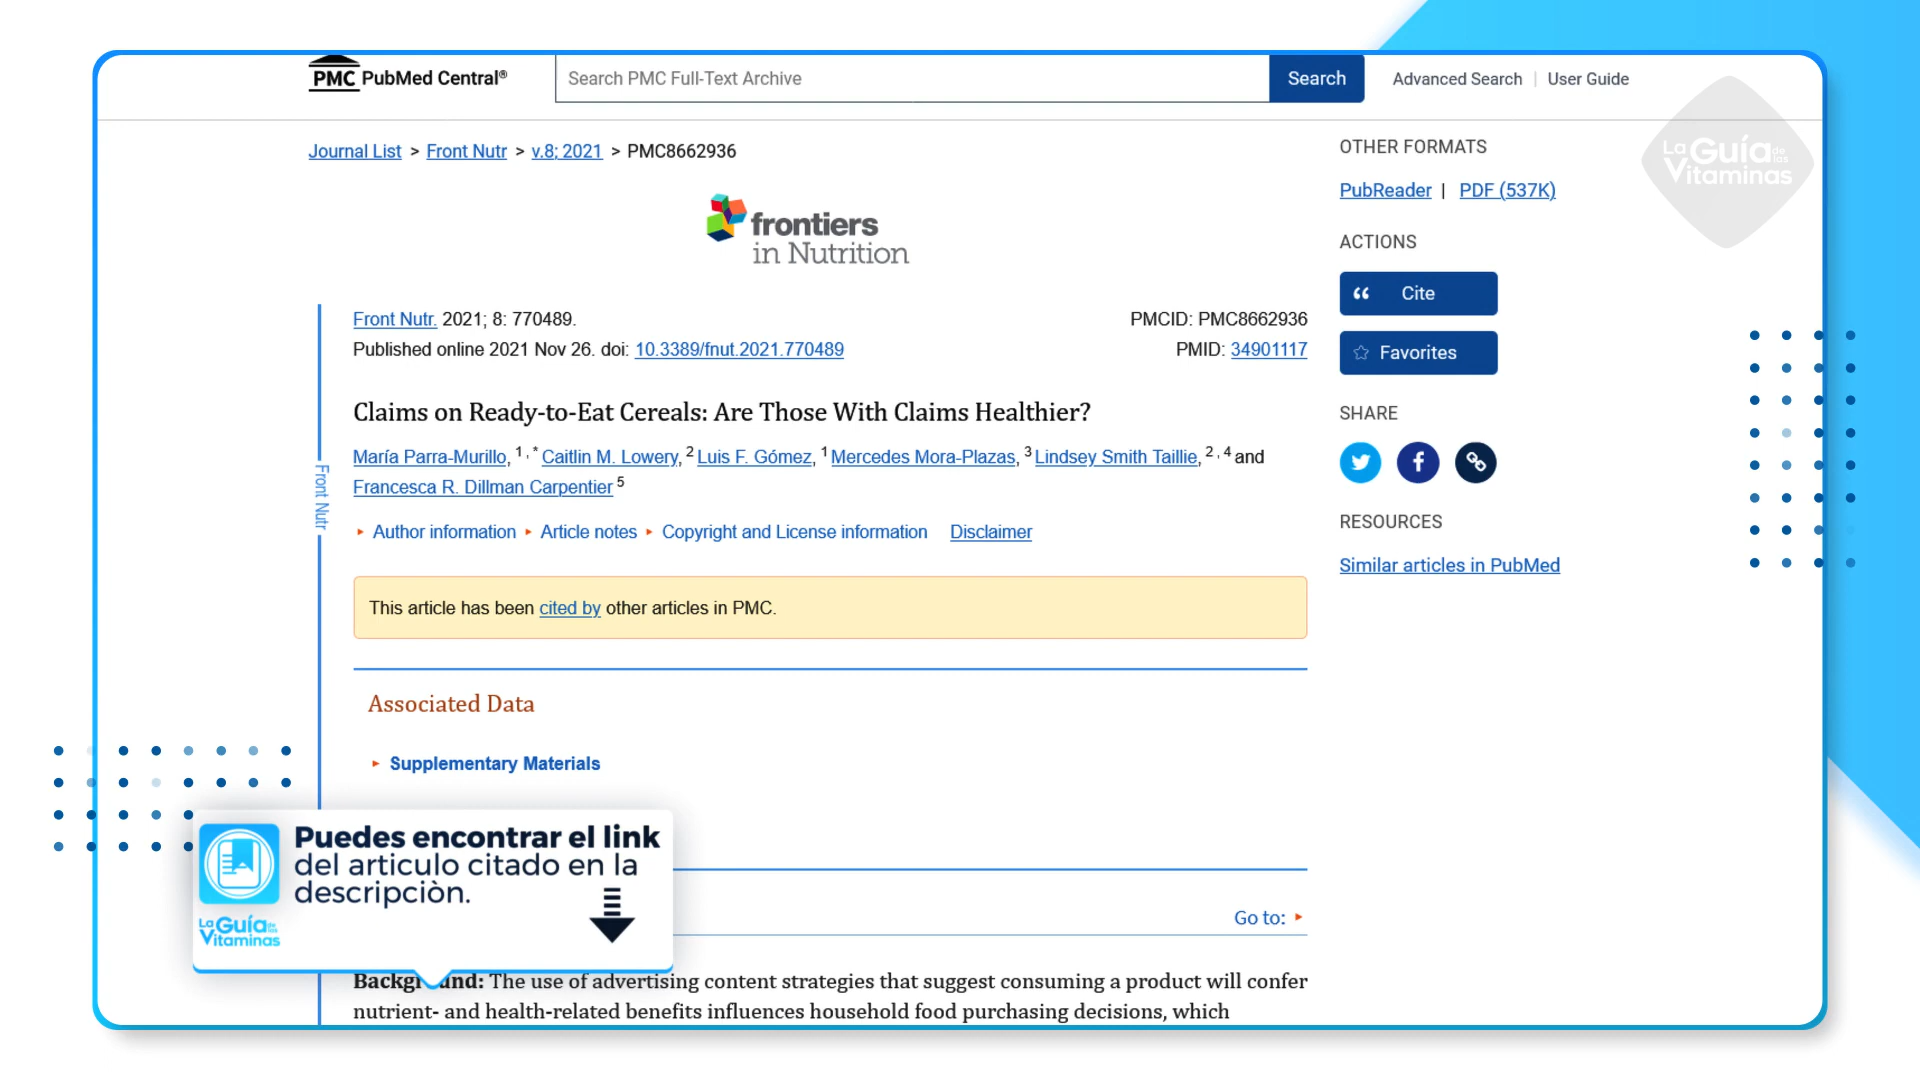 PMC PubMed Central®
Search PMC Full-Text Archive
Search
Advanced Search | User Guide
La Guía de las Vitaminas
Journal List > Front Nutr > v.8; 2021 > PMC8662936
OTHER FORMATS
PubReader | PDF (537K)
frontiers
in Nutrition
ACTIONS
Cite
Favorites
Front Nutr. 2021; 8: 770489.
PMCID: PMC8662936
Published online 2021 Nov 26. doi: 10.3389/fnut.2021.770489
PMID: 34901117
Claims on Ready-to-Eat Cereals: Are Those With Claims Healthier?
SHARE
María Parra-Murillo, 1,* Caitlin M. Lowery, 2 Luis F. Gómez, 1 Mercedes Mora-Plazas, 3 Lindsey Smith Taillie, 2,4 and
Francesca R. Dillman Carpentier 5
Front Nutr
Author information Article notes Copyright and License information Disclaimer
RESOURCES
Similar articles in PubMed
This article has been cited by other articles in PMC.
Associated Data
Supplementary Materials
Puedes encontrar el link
del articulo citado en la
descripciòn.
La Guía de las Vitaminas
Go to:
The use of advertising content strategies that suggest consuming a product will confer
nutrient- and health-related benefits influences household food purchasing decisions, which